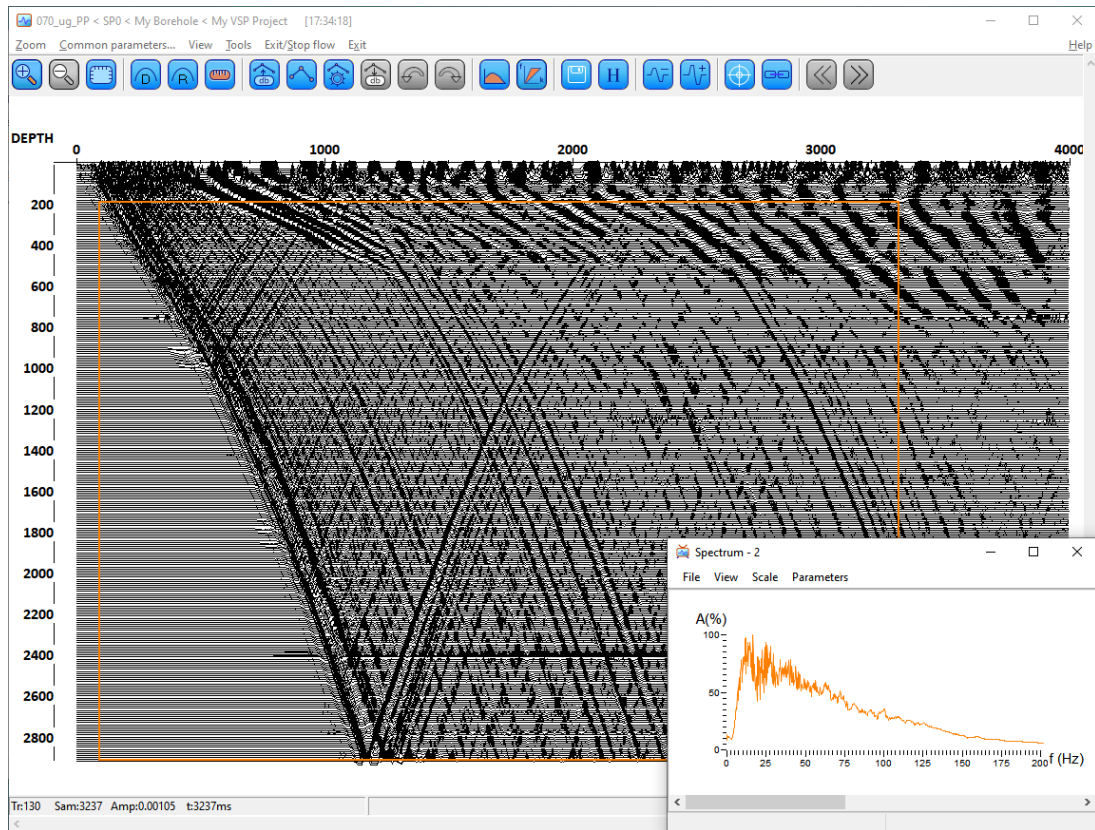 070_ug_PP < SP0 < My Borehole < My VSP Project [17:34:18]
Zoom Common parameters... View Tools Exit/Stop flow Exit Help
D R db db f k H
DEPTH
0 1000 2000 3000 4000
200
400
600
800
1000
1200
1400
1600
1800
2000
2200
2400
2600
2800
Spectrum - 2
File View Scale Parameters
A(%)
100
50
0
0 25 50 75 100 125 150 175 200 f (Hz)
Tr:130 Sam:3237 Amp:0.00105 t:3237ms